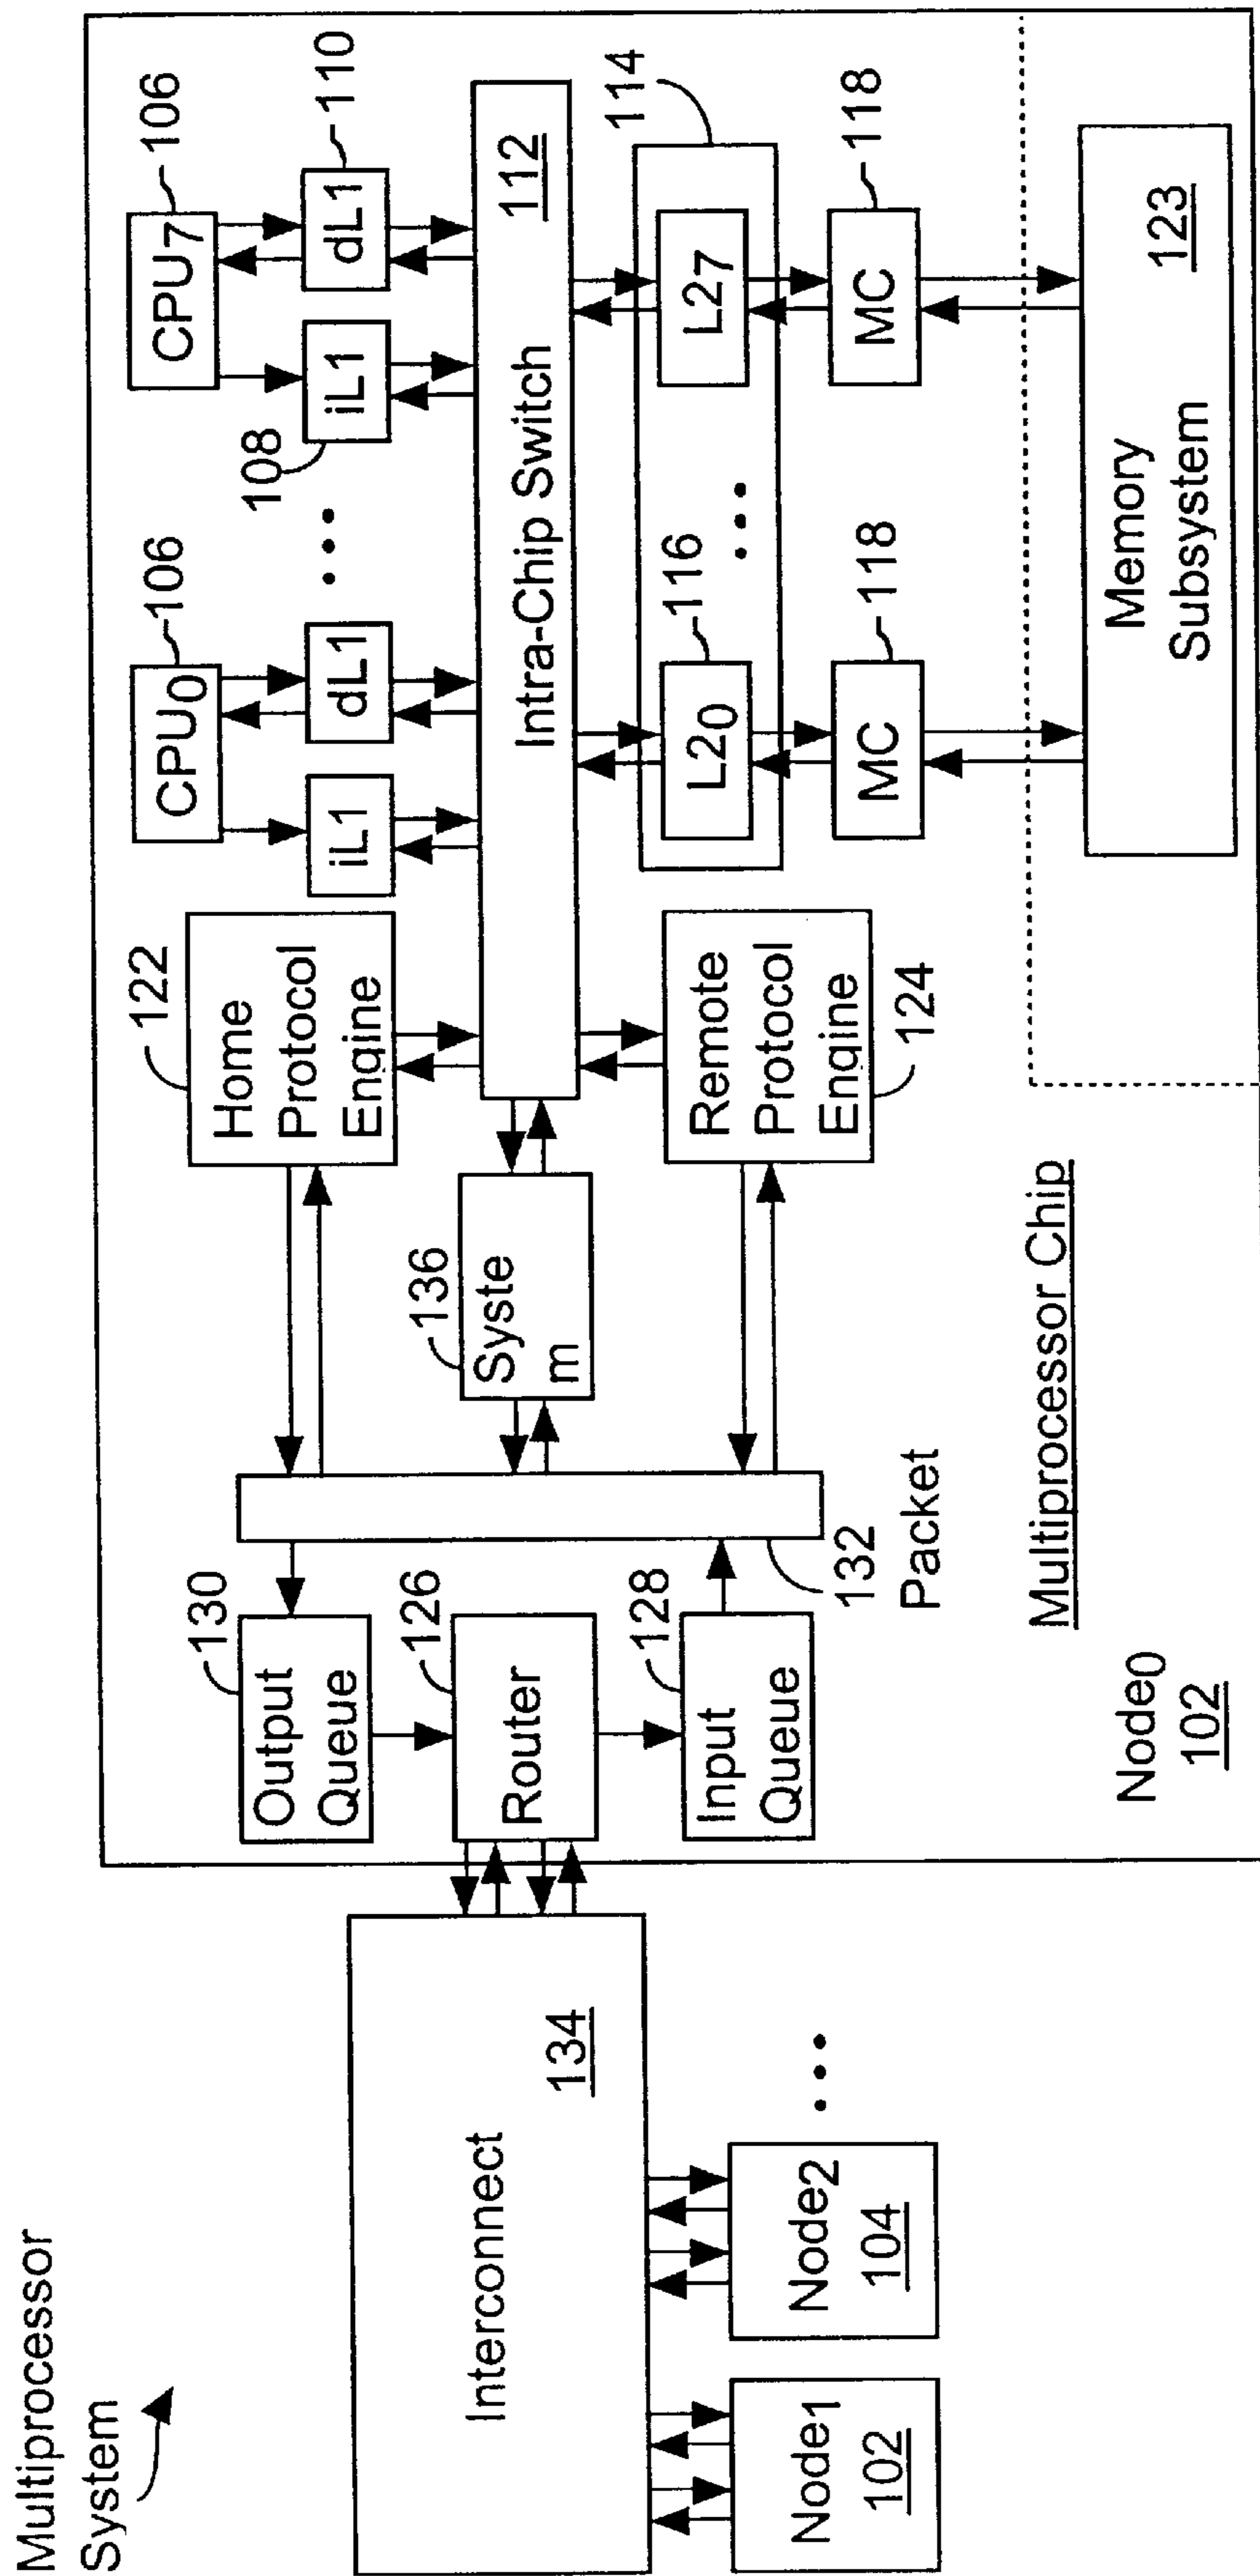 Multiprocessor
System
Interconnect
134
Node1
102
Node2
104
•••
130
Output
Queue
126
Router
128
Input
Queue
132
Packet
136
Syste
m
122
Home
Protocol
Engine
Remote
Protocol
Engine
124
CPU0
106
iL1
dL1
•••
CPU7
106
108
iL1
dL1
110
Intra-Chip Switch
112
114
L20
116
•••
L27
MC
118
MC
118
Memory
Subsystem
123
Multiprocessor Chip
Node0
102